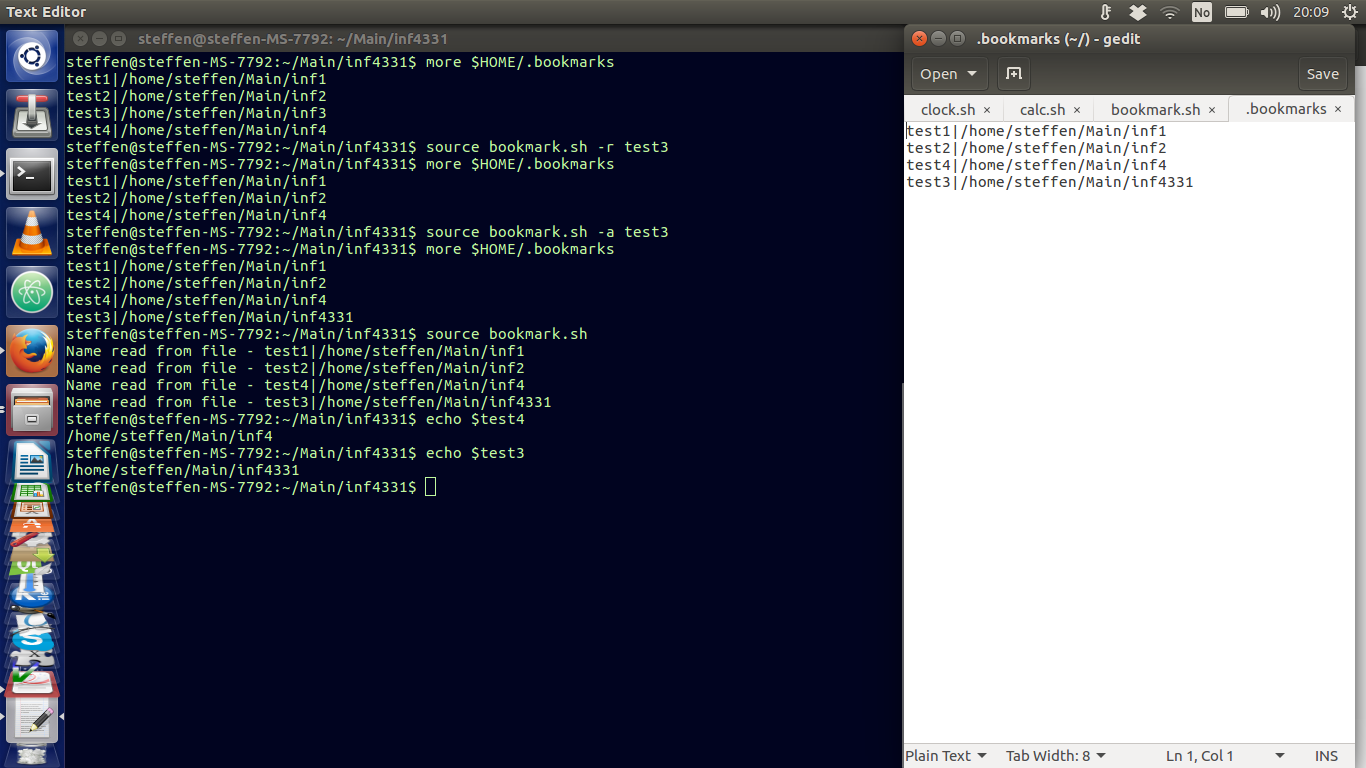 Text Editor
No
20:09
steffen@steffen-MS-7792: ~/Main/inf4331
steffen@steffen-MS-7792:~/Main/inf4331$ more $HOME/.bookmarks
test1|/home/steffen/Main/inf1
test2|/home/steffen/Main/inf2
test3|/home/steffen/Main/inf3
test4|/home/steffen/Main/inf4
steffen@steffen-MS-7792:~/Main/inf4331$ source bookmark.sh -r test3
steffen@steffen-MS-7792:~/Main/inf4331$ more $HOME/.bookmarks
test1|/home/steffen/Main/inf1
test2|/home/steffen/Main/inf2
test4|/home/steffen/Main/inf4
steffen@steffen-MS-7792:~/Main/inf4331$ source bookmark.sh -a test3
steffen@steffen-MS-7792:~/Main/inf4331$ more $HOME/.bookmarks
test1|/home/steffen/Main/inf1
test2|/home/steffen/Main/inf2
test4|/home/steffen/Main/inf4
test3|/home/steffen/Main/inf4331
steffen@steffen-MS-7792:~/Main/inf4331$ source bookmark.sh
Name read from file - test1|/home/steffen/Main/inf1
Name read from file - test2|/home/steffen/Main/inf2
Name read from file - test4|/home/steffen/Main/inf4
Name read from file - test3|/home/steffen/Main/inf4331
steffen@steffen-MS-7792:~/Main/inf4331$ echo $test4
/home/steffen/Main/inf4
steffen@steffen-MS-7792:~/Main/inf4331$ echo $test3
/home/steffen/Main/inf4331
steffen@steffen-MS-7792:~/Main/inf4331$
.bookmarks (~/) - gedit
Open
Save
clock.sh × calc.sh × bookmark.sh × .bookmarks ×
test1|/home/steffen/Main/inf1
test2|/home/steffen/Main/inf2
test4|/home/steffen/Main/inf4
test3|/home/steffen/Main/inf4331
Plain Text Tab Width: 8 Ln 1, Col 1 INS